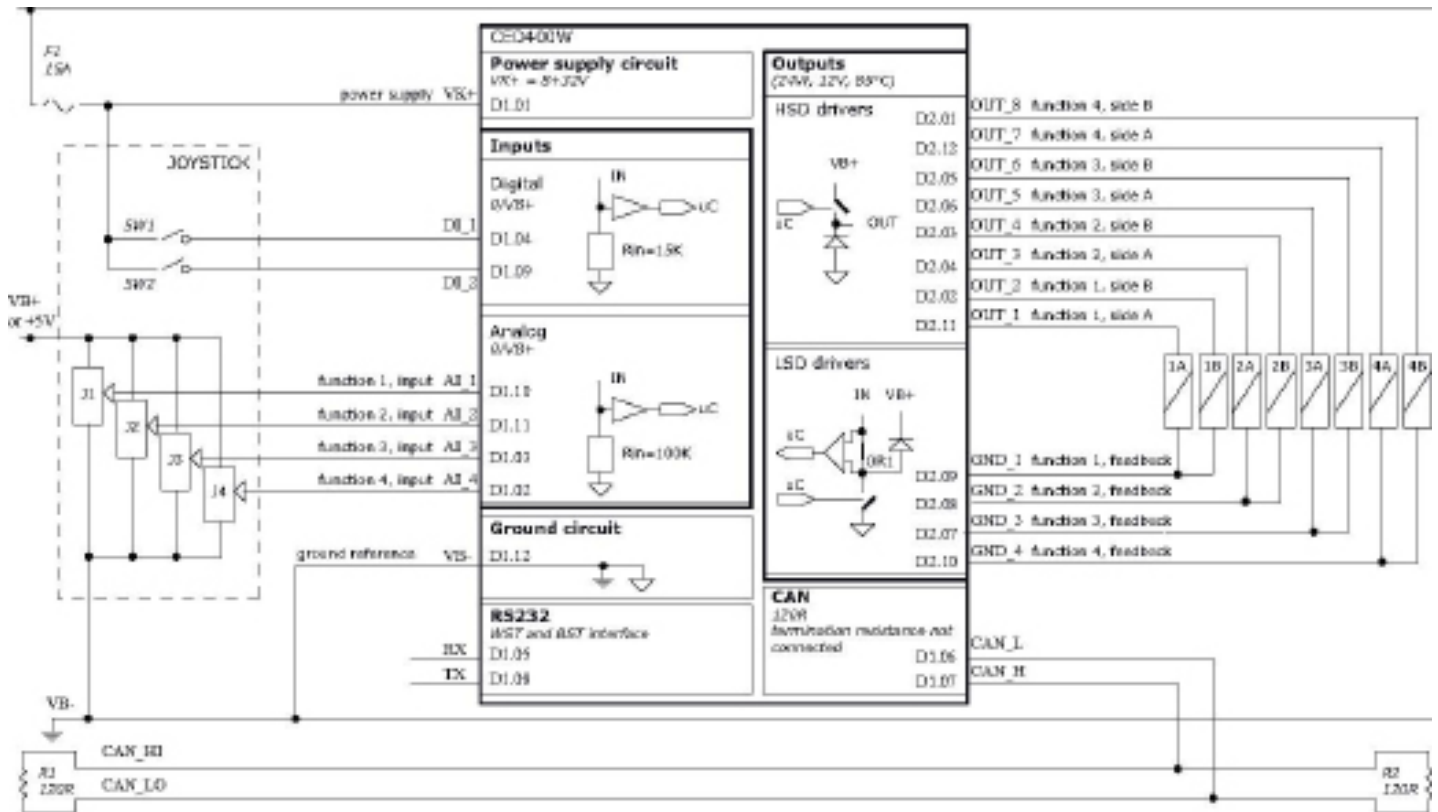 F1
15A
CED400W
Power supply circuit
VK+ = 8÷32V
power supply VK+
D1.01
JOYSTICK
SW1
SW2
DI_1
DI_2
Inputs
Digital
0/VB+
D1.04
D1.09
IN
uC
Rin=15K
VB+
or +5V
J1
J2
J3
J4
Analog
0/VB+
IN
uC
Rin=100K
function 1, input AI_1
D1.10
function 2, input AI_2
D1.11
function 3, input AI_3
D1.03
function 4, input AI_4
D1.02
Ground circuit
ground reference
D1.12
RS232
WST and BST interface
RX
D1.05
TX
D1.08
Outputs
HSD drivers
VB+
uC
OUT
D2.01
OUT_8 function 4, side B
D2.12
OUT_7 function 4, side A
D2.05
OUT_6 function 3, side B
D2.06
OUT_5 function 3, side A
D2.03
OUT_4 function 2, side B
D2.04
OUT_3 function 2, side A
D2.02
OUT_2 function 1, side B
D2.11
OUT_1 function 1, side A
1A 1B 2A 2B 3A 3B 4A 4B
LSD drivers
IN VB+
uC
0R1
uC
D2.09
GND_1 function 1, feedback
D2.08
GND_2 function 2, feedback
D2.07
GND_3 function 3, feedback
D2.10
GND_4 function 4, feedback
CAN
120R
termination resistance not
connected
D1.06
CAN_L
D1.07
CAN_H
VB-
R1
120R
CAN_HI
CAN_LO
R2
120R